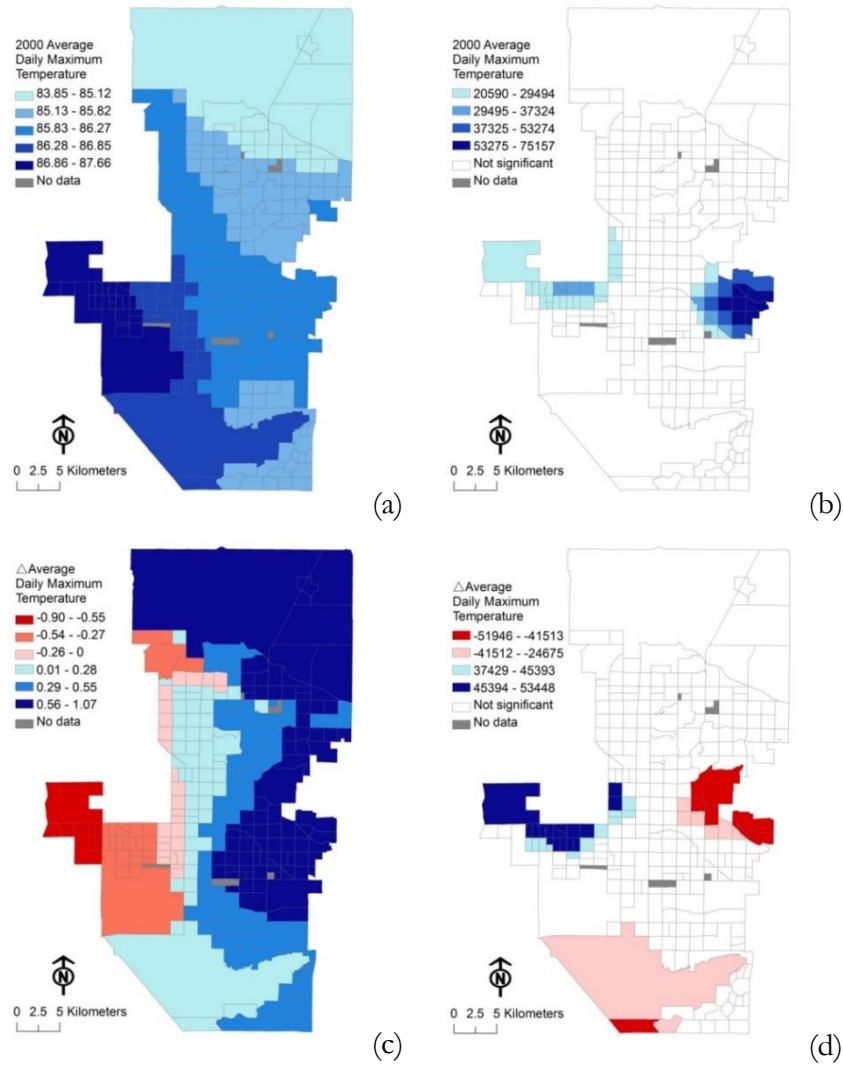 2000 Average
Daily Maximum
Temperature
83.85 - 85.12
85.13 - 85.82
85.83 - 86.27
86.28 - 86.85
86.86 - 87.66
No data
N
0 2.5 5 Kilometers
(a)
2000 Average
Daily Maximum
Temperature
20590 - 29494
29495 - 37324
37325 - 53274
53275 - 75157
Not significant
No data
N
0 2.5 5 Kilometers
(b)
△Average
Daily Maximum
Temperature
-0.90 - -0.55
-0.54 - -0.27
-0.26 - 0
0.01 - 0.28
0.29 - 0.55
0.56 - 1.07
No data
N
0 2.5 5 Kilometers
(c)
△Average
Daily Maximum
Temperature
-51946 - -41513
-41512 - -24675
37429 - 45393
45394 - 53448
Not significant
No data
N
0 2.5 5 Kilometers
(d)